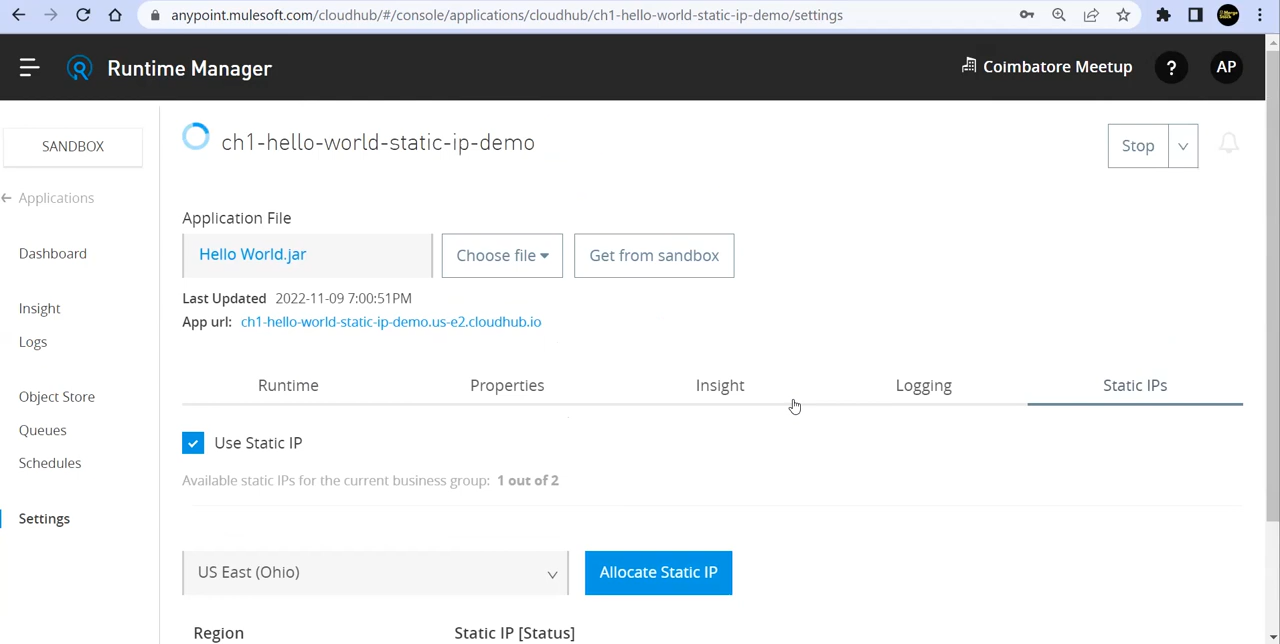 anypoint.mulesoft.com/cloudhub/#/console/applications/cloudhub/ch1-hello-world-static-ip-demo/settings
Runtime Manager
Coimbatore Meetup
?
AP
SANDBOX
ch1-hello-world-static-ip-demo
Stop
Applications
Application File
Dashboard
Hello World.jar
Choose file
Get from sandbox
Last Updated 2022-11-09 7:00:51PM
Insight
App url: ch1-hello-world-static-ip-demo.us-e2.cloudhub.io
Logs
Runtime
Properties
Insight
Logging
Static IPs
Object Store
Queues
Use Static IP
Schedules
Available static IPs for the current business group: 1 out of 2
Settings
US East (Ohio)
Allocate Static IP
Region
Static IP [Status]